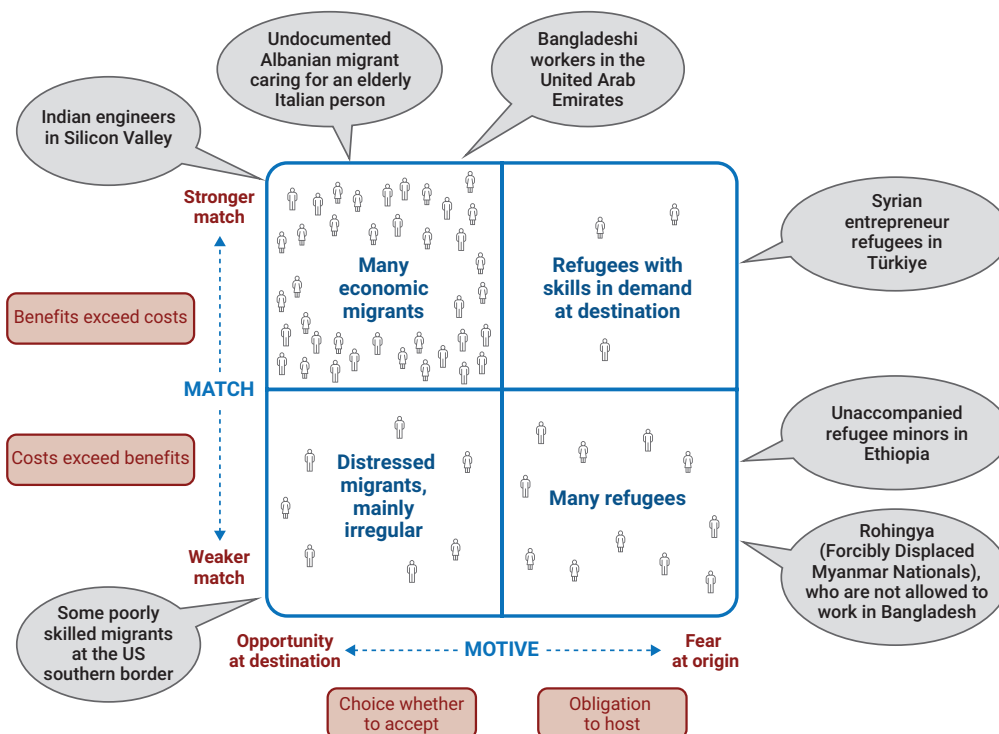 Undocumented
Albanian migrant
caring for an elderly
Italian person
Bangladeshi
workers in the
United Arab
Emirates
Indian engineers
in Silicon Valley
Stronger
match
Syrian
entrepreneur
refugees in
Türkiye
Many
economic
migrants
Refugees with
skills in demand
at destination
Benefits exceed costs
MATCH
Costs exceed benefits
Unaccompanied
refugee minors in
Ethiopia
Distressed
migrants,
mainly
irregular
Many refugees
Weaker
match
Rohingya
(Forcibly Displaced
Myanmar Nationals),
who are not allowed to
work in Bangladesh
Some poorly
skilled migrants
at the US
southern border
Opportunity
at destination
MOTIVE
Fear
at origin
Choice whether
to accept
Obligation
to host